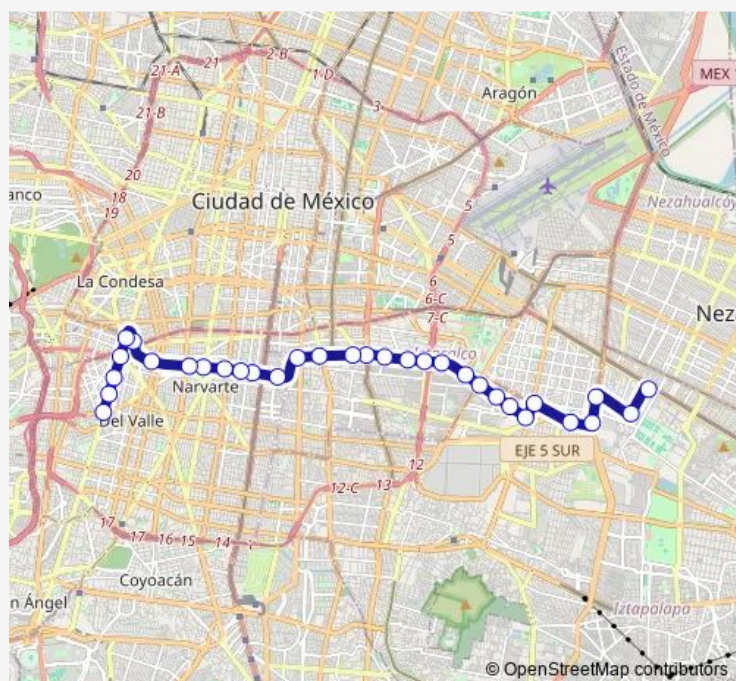 21-A
21
2-B
1-D
3
MEX 1
Aragón
Estado de México
21-B
20
18
19
anco
Ciudad de México
Nezahualcóy
5
5
La Condesa
6
6-C
7-C
Nez
Narvarte
Del Valle
EJE 5 SUR
12
12-C
13
17
17
16
15
14
Coyoacán
n Ángel
Iztapalapa
© OpenStreetMap contributors